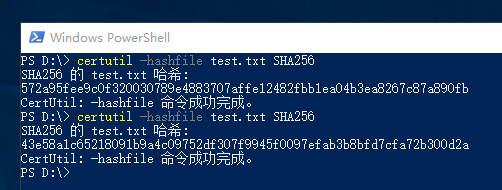 Windows PowerShell
PS D:\> certutil -hashfile test.txt SHA256
SHA256 的 test.txt 哈希:
572a95fee9c0f320030789e4883707affe12482fbb1ea04b3ea8267c87a890fb
CertUtil: -hashfile 命令成功完成。
PS D:\> certutil -hashfile test.txt SHA256
SHA256 的 test.txt 哈希:
43e58a1c65218091b9a4c09752df307f9945f0097efab3b8bfd7cfa72b300d2a
CertUtil: -hashfile 命令成功完成。
PS D:\>